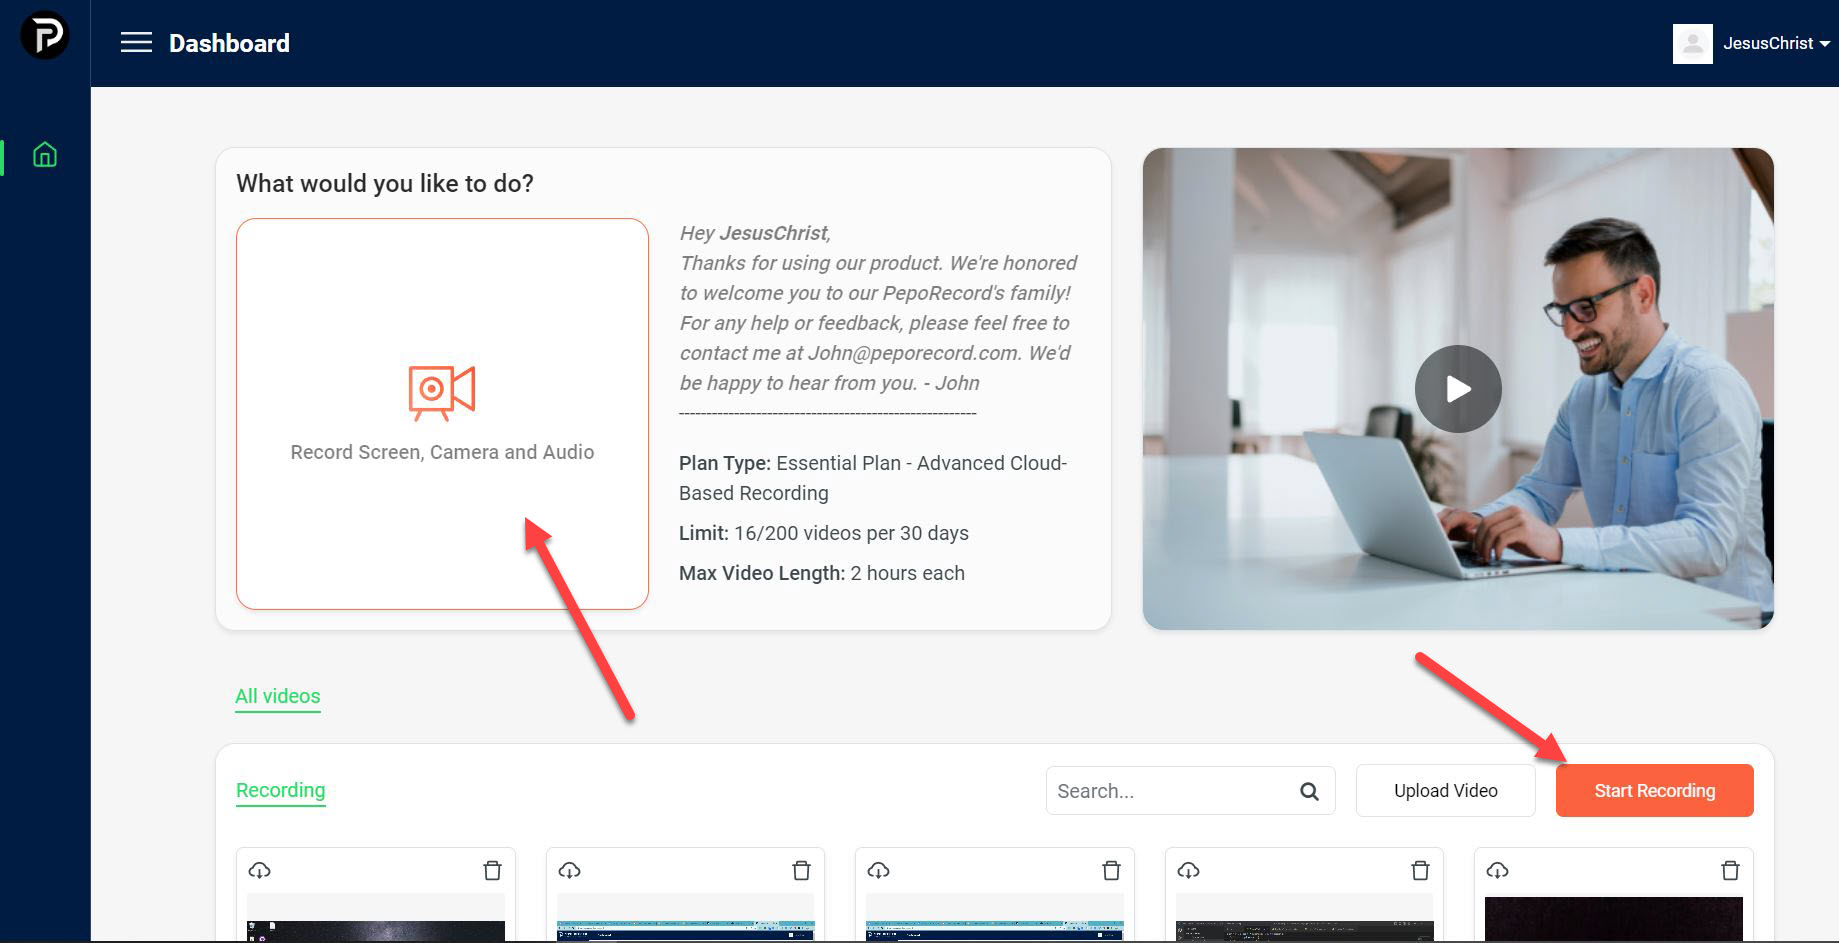 Dashboard
JesusChrist
What would you like to do?
Record Screen, Camera and Audio
Hey JesusChrist,
Thanks for using our product. We're honored
to welcome you to our PepoRecord's family!
For any help or feedback, please feel free to
contact me at John@peporecord.com. We'd
be happy to hear from you. - John
------------------------------------------------------
Plan Type: Essential Plan - Advanced Cloud-
Based Recording
Limit: 16/200 videos per 30 days
Max Video Length: 2 hours each
All videos
Recording
Search...
Upload Video
Start Recording